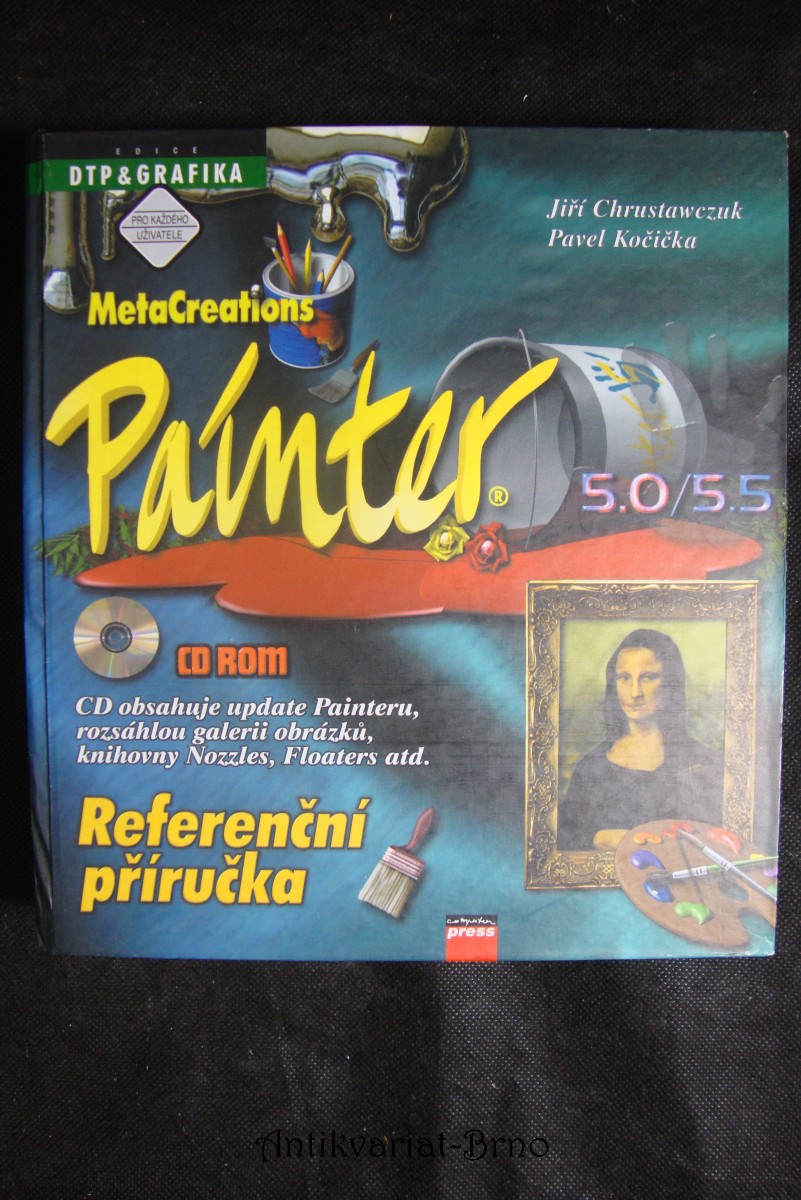 EDICE
DTP & GRAFIKA
PRO KAŽDÉHO
UŽIVATELE
Jiří Chrustawczuk
Pavel Kočička
MetaCreations
Painter®
5.0/5.5
CD ROM
CD obsahuje update Painteru,
rozsáhlou galerii obrázků,
knihovny Nozzles, Floaters atd.
Referenční
příručka
computer
press
Antikvariat-Brno